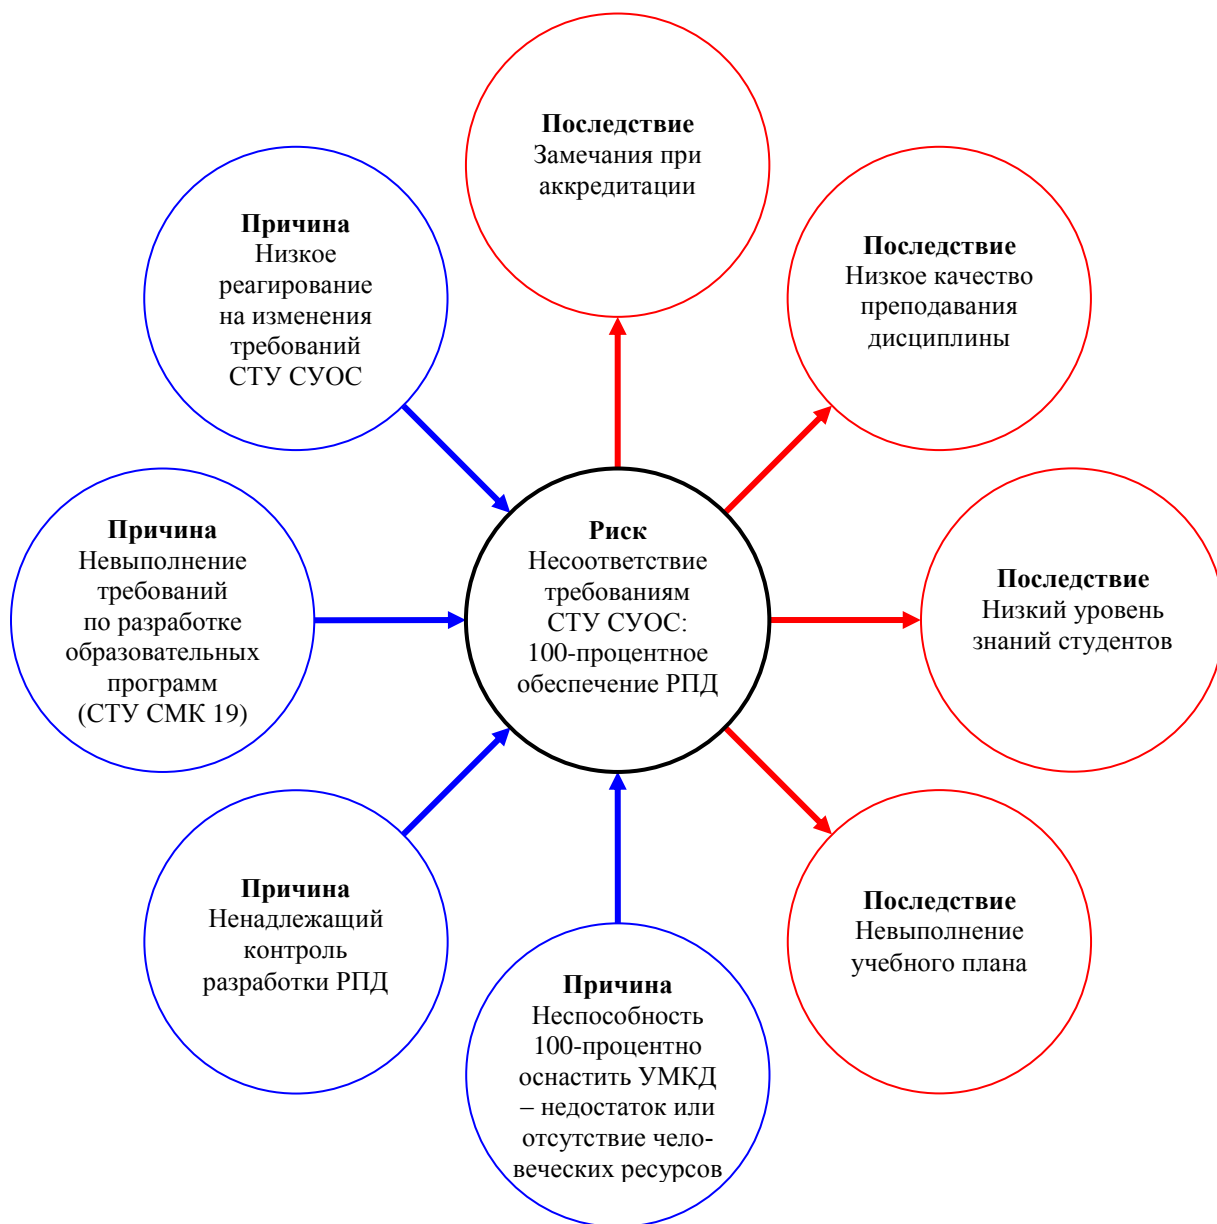 Последствие
Замечания при
аккредитации
Причина
Низкое
реагирование
на изменения
требований
СТУ СУОС
Последствие
Низкое качество
преподавания
дисциплины
Причина
Невыполнение
требований
по разработке
образовательных
программ
(СТУ СМК 19)
Риск
Несоответствие
требованиям
СТУ СУОС:
100-процентное
обеспечение РПД
Последствие
Низкий уровень
знаний студентов
Причина
Ненадлежащий
контроль
разработки РПД
Причина
Неспособность
100-процентно
оснастить УМКД
– недостаток или
отсутствие чело-
веческих ресурсов
Последствие
Невыполнение
учебного плана